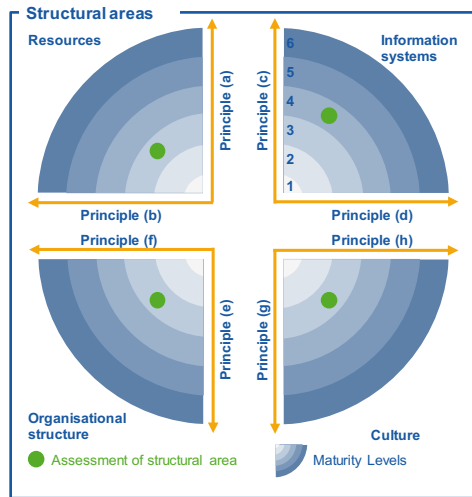 Structural areas
Resources
Information
systems
6
5
4
3
2
1
Principle (a)
Principle (c)
Principle (b)
Principle (d)
Principle (f)
Principle (h)
Principle (e)
Principle (g)
Organisational
structure
Culture
Assessment of structural area
Maturity Levels